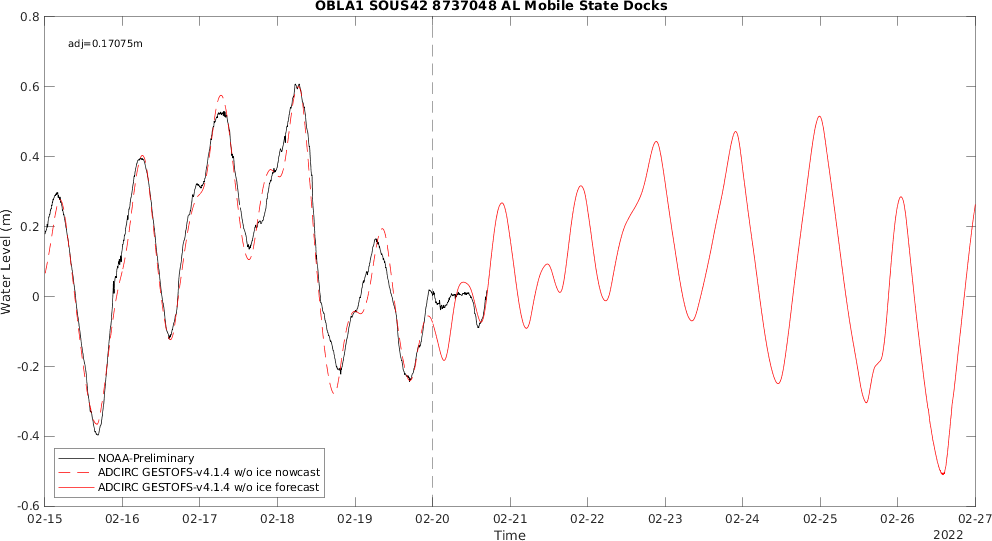 OBLA1 SOUS42 8737048 AL Mobile State Docks
adj=0.17075m
Water Level (m)
0.8
0.6
0.4
0.2
0
-0.2
-0.4
-0.6
NOAA-Preliminary
ADCIRC GESTOFS-v4.1.4 w/o ice nowcast
ADCIRC GESTOFS-v4.1.4 w/o ice forecast
02-15 02-16 02-17 02-18 02-19 02-20 02-21 02-22 02-23 02-24 02-25 02-26 02-27
Time
2022